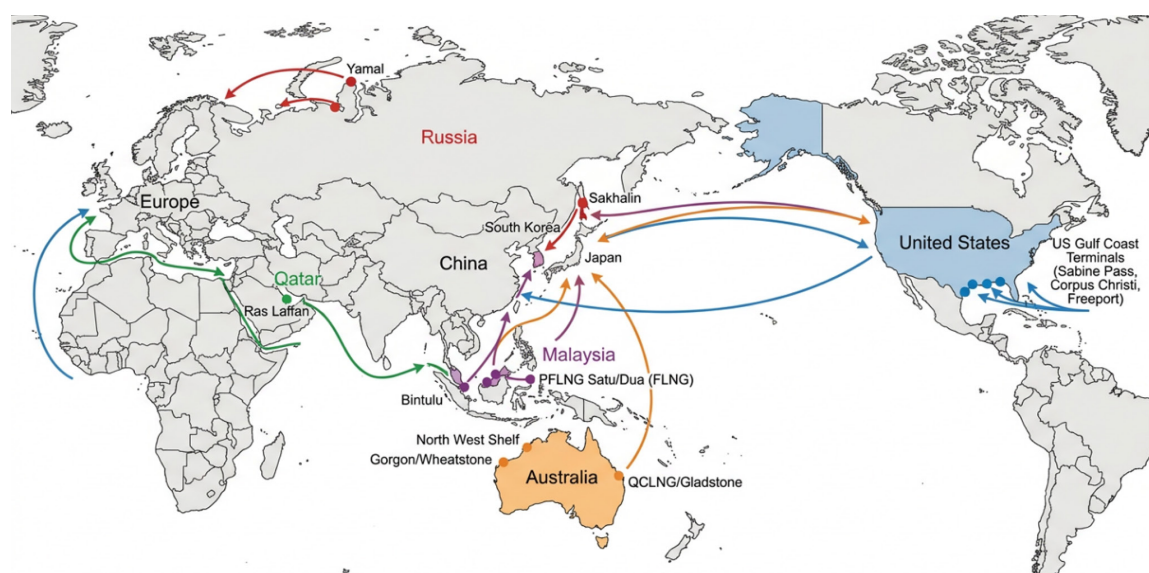 Yamal
Russia
Europe
Sakhalin
South Korea
Japan
China
Qatar
Ras Laffan
United States
US Gulf Coast
Terminals
(Sabine Pass,
Corpus Christi,
Freeport)
Malaysia
PFLNG Satu/Dua (FLNG)
Bintulu
North West Shelf
Gorgon/Wheatstone
Australia
QCLNG/Gladstone